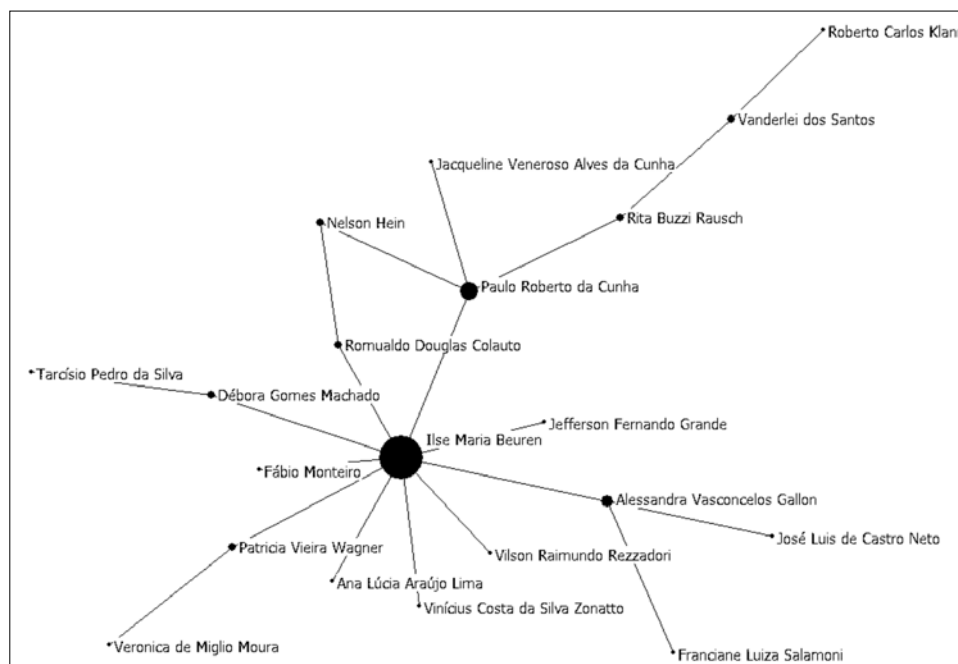 Roberto Carlos Klann
Vanderlei dos Santos
Jacqueline Veneroso Alves da Cunha
Rita Buzzi Rausch
Nelson Hein
Paulo Roberto da Cunha
Romualdo Douglas Colauto
Tarcísio Pedro da Silva
Débora Gomes Machado
Jefferson Fernando Grande
Ilse Maria Beuren
Fábio Monteiro
Alessandra Vasconcelos Gallon
José Luis de Castro Neto
Patricia Vieira Wagner
Vilson Raimundo Rezzadori
Ana Lúcia Araújo Lima
Vinícius Costa da Silva Zonatto
Veronica de Miglio Moura
Franciane Luiza Salamoni